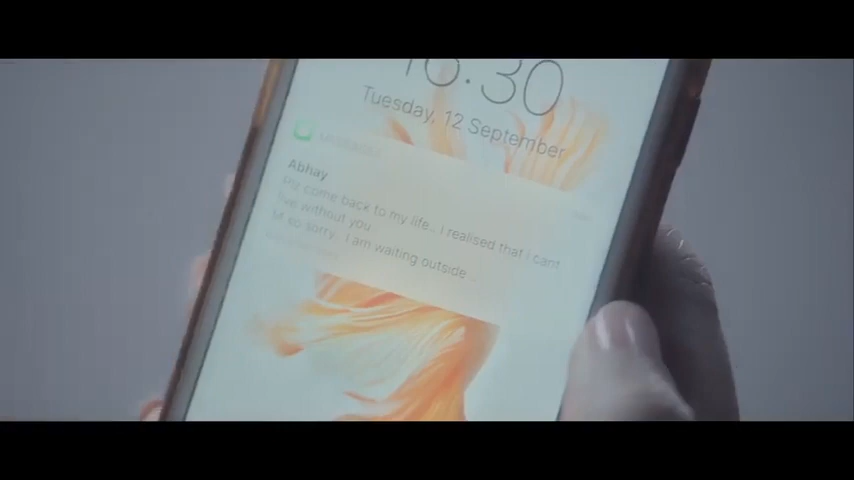 16:30
Tuesday, 12 September
MESSAGES
Abhay
Plz come back to my life.. I realised that i cant
live without you
M so sorry.. I am waiting outside...